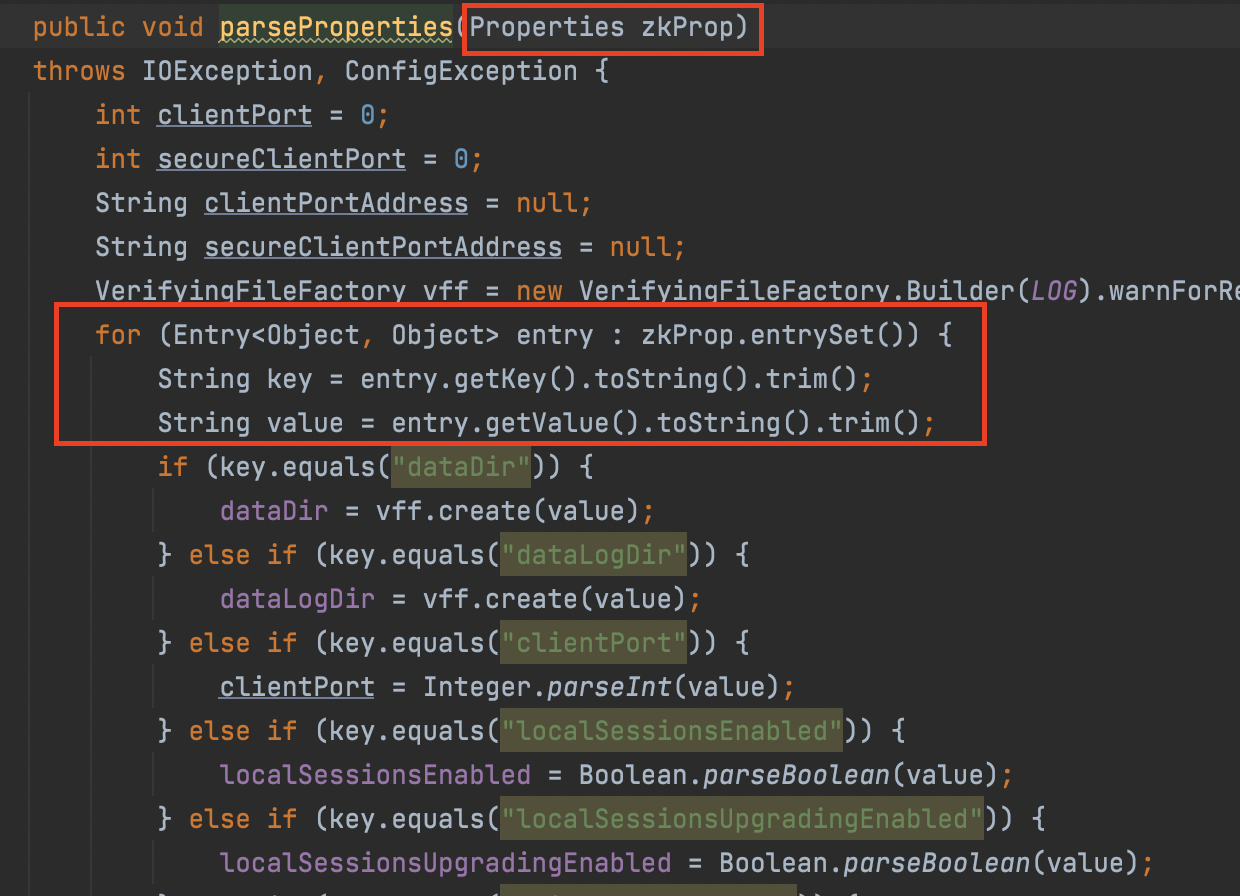 public void parseProperties(Properties zkProp)
throws IOException, ConfigException {
int clientPort = 0;
int secureClientPort = 0;
String clientPortAddress = null;
String secureClientPortAddress = null;
VerifyingFileFactory vff = new VerifyingFileFactory.Builder(LOG).warnForRe
for (Entry<Object, Object> entry : zkProp.entrySet()) {
String key = entry.getKey().toString().trim();
String value = entry.getValue().toString().trim();
if (key.equals("dataDir")) {
dataDir = vff.create(value);
} else if (key.equals("dataLogDir")) {
dataLogDir = vff.create(value);
} else if (key.equals("clientPort")) {
clientPort = Integer.parseInt(value);
} else if (key.equals("localSessionsEnabled")) {
localSessionsEnabled = Boolean.parseBoolean(value);
} else if (key.equals("localSessionsUpgradingEnabled")) {
localSessionsUpgradingEnabled = Boolean.parseBoolean(value);